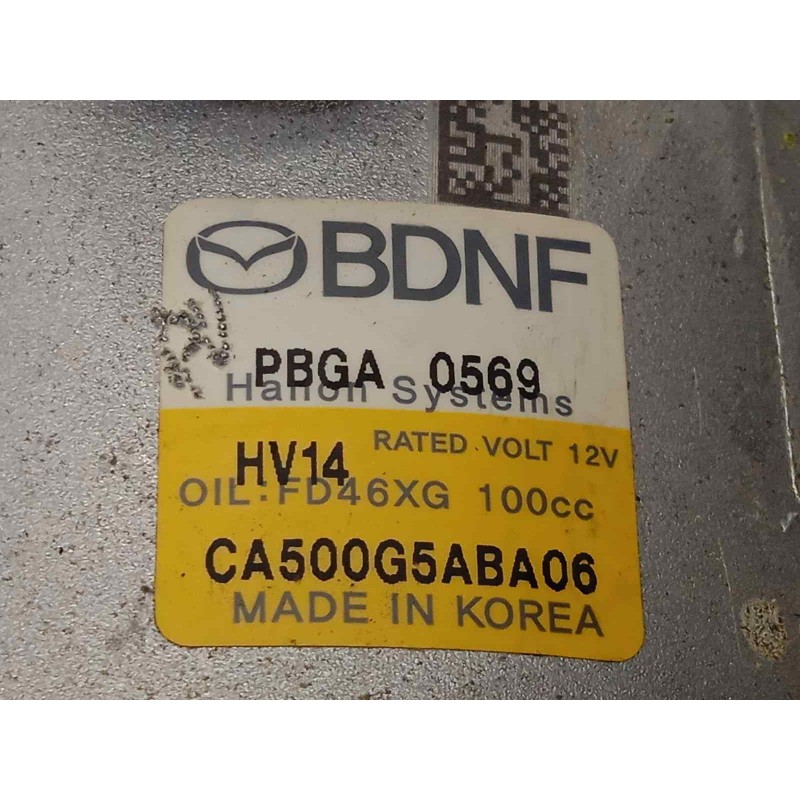 BDNF
PBGA 0569
Hanon Systems
RATED VOLT 12V
HV14
OIL:FD46XG 100cc
CA500G5ABA06
MADE IN KOREA